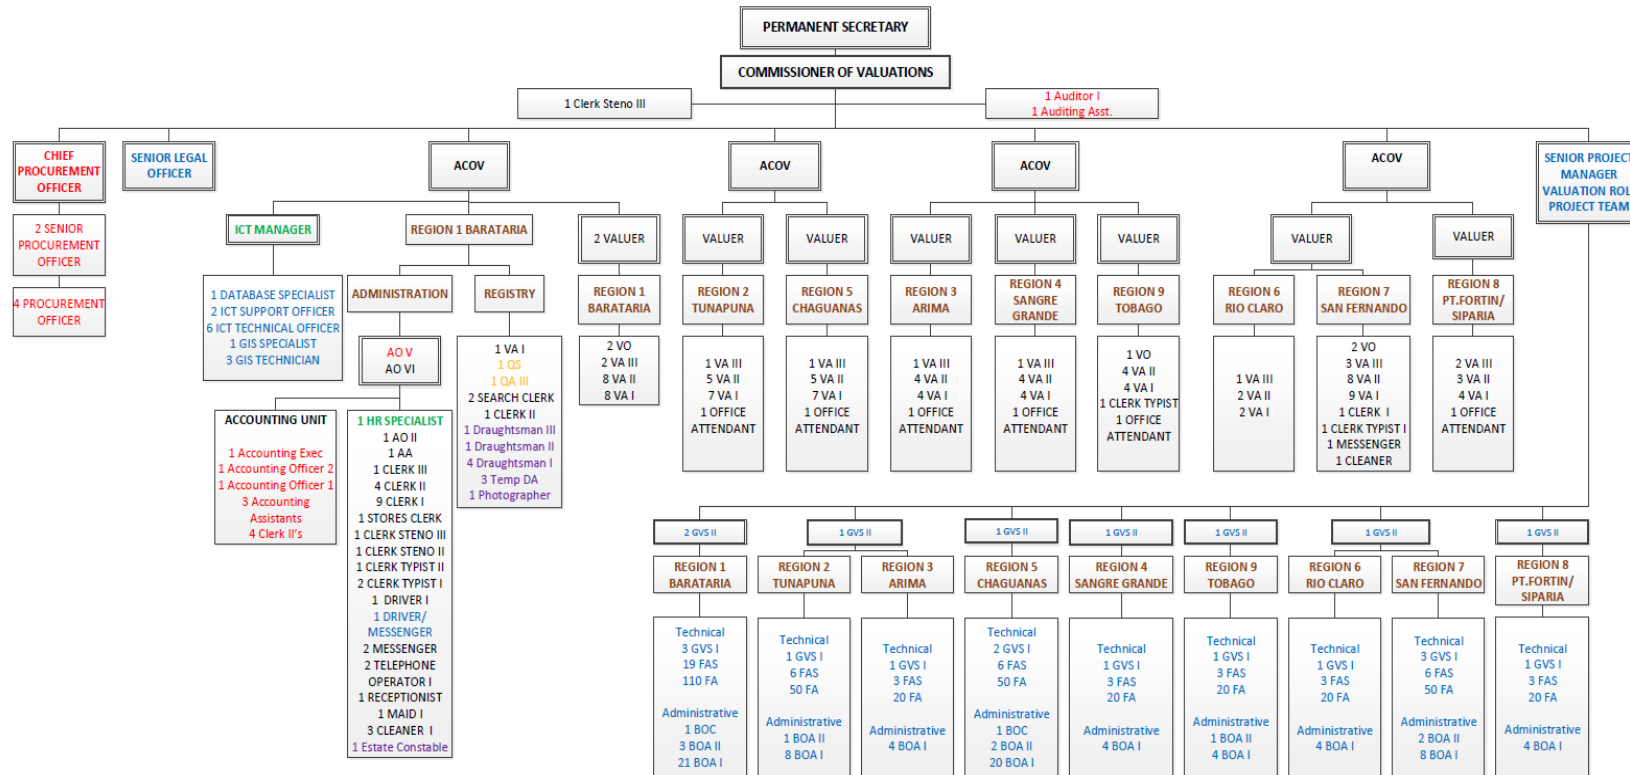 PERMANENT SECRETARY
COMMISSIONER OF VALUATIONS
1 Clerk Steno III
1 Auditor I
1 Auditing Asst.
CHIEF
PROCUREMENT
OFFICER
2 SENIOR
PROCUREMENT
OFFICER
4 PROCUREMENT
OFFICER
SENIOR LEGAL
OFFICER
ACOV
ICT MANAGER
1 DATABASE SPECIALIST
2 ICT SUPPORT OFFICER
6 ICT TECHNICAL OFFICER
1 GIS SPECIALIST
3 GIS TECHNICIAN
REGION 1 BARATARIA
ADMINISTRATION
AO V
AO VI
ACCOUNTING UNIT
1 Accounting Exec
1 Accounting Officer 2
1 Accounting Officer 1
3 Accounting
Assistants
4 Clerk II's
1 HR SPECIALIST
1 AO II
1 AA
1 CLERK III
4 CLERK II
9 CLERK I
1 STORES CLERK
1 CLERK STENO III
1 CLERK STENO II
1 CLERK TYPIST II
2 CLERK TYPIST I
1 DRIVER I
1 DRIVER/
MESSENGER
2 MESSENGER
2 TELEPHONE
OPERATOR I
1 RECEPTIONIST
1 MAID I
3 CLEANER I
1 Estate Constable
REGISTRY
1 VA I
1 QS
1 QA III
2 SEARCH CLERK
1 CLERK II
1 Draughtsman III
1 Draughtsman II
4 Draughtsman I
3 Temp DA
1 Photographer
2 VALUER
REGION 1
BARATARIA
2 VO
2 VA III
8 VA II
8 VA I
ACOV
VALUER
REGION 2
TUNAPUNA
1 VA III
5 VA II
7 VA I
1 OFFICE
ATTENDANT
VALUER
REGION 5
CHAGUANAS
1 VA III
5 VA II
7 VA I
1 OFFICE
ATTENDANT
ACOV
VALUER
REGION 3
ARIMA
1 VA III
4 VA II
4 VA I
1 OFFICE
ATTENDANT
VALUER
REGION 4
SANGRE
GRANDE
1 VA III
4 VA II
4 VA I
1 OFFICE
ATTENDANT
VALUER
REGION 9
TOBAGO
1 VO
4 VA II
4 VA I
1 CLERK TYPIST
1 OFFICE
ATTENDANT
ACOV
VALUER
REGION 6
RIO CLARO
1 VA III
2 VA II
2 VA I
REGION 7
SAN FERNANDO
2 VO
3 VA III
8 VA II
9 VA I
1 CLERK I
1 CLERK TYPIST I
1 MESSENGER
1 CLEANER
VALUER
REGION 8
PT.FORTIN/
SIPARIA
2 VA III
3 VA II
4 VA I
1 OFFICE
ATTENDANT
SENIOR PROJECT
MANAGER
VALUATION ROLL
PROJECT TEAM
2 GVS II
REGION 1
BARATARIA
Technical
3 GVS I
19 FAS
110 FA
Administrative
1 BOC
3 BOA II
21 BOA I
1 GVS II
REGION 2
TUNAPUNA
Technical
1 GVS I
6 FAS
50 FA
Administrative
1 BOA II
8 BOA I
REGION 3
ARIMA
Technical
1 GVS I
3 FAS
20 FA
Administrative
4 BOA I
1 GVS II
REGION 5
CHAGUANAS
Technical
2 GVS I
6 FAS
50 FA
Administrative
1 BOC
2 BOA II
20 BOA I
1 GVS II
REGION 4
SANGRE GRANDE
Technical
1 GVS I
3 FAS
20 FA
Administrative
4 BOA I
1 GVS II
REGION 9
TOBAGO
Technical
1 GVS I
3 FAS
20 FA
Administrative
1 BOA II
4 BOA I
1 GVS II
REGION 6
RIO CLARO
Technical
1 GVS I
3 FAS
20 FA
Administrative
4 BOA I
REGION 7
SAN FERNANDO
Technical
3 GVS I
6 FAS
50 FA
Administrative
2 BOA II
8 BOA I
1 GVS II
REGION 8
PT.FORTIN/
SIPARIA
Technical
1 GVS I
3 FAS
20 FA
Administrative
4 BOA I